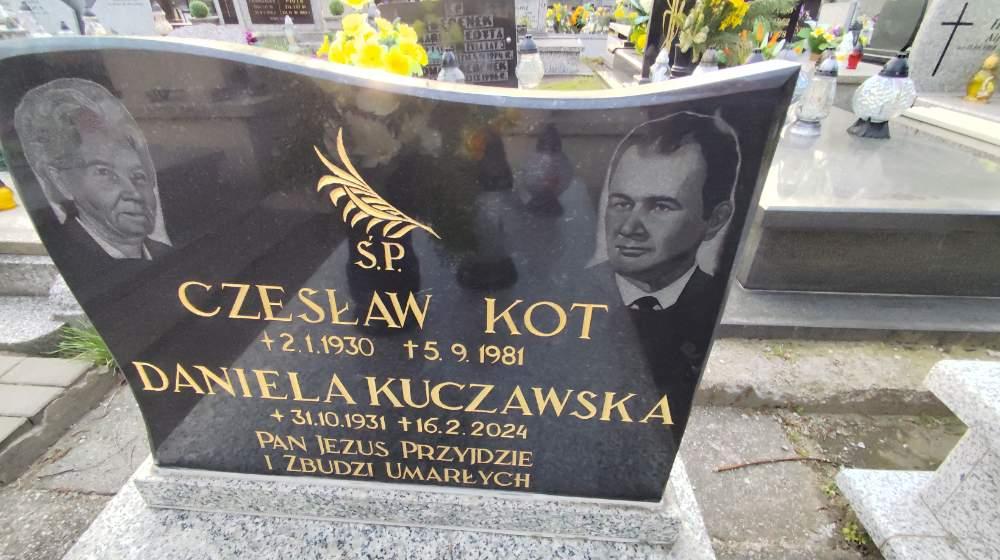 Ś.P.
CZESŁAW KOT
+2.1.1930 †5.9.1981
DANIELA KUCZAWSKA
+31.10.1931 †16.2.2024
PAN JEZUS PRZYJDZIE
I ZBUDZI UMARŁYCH